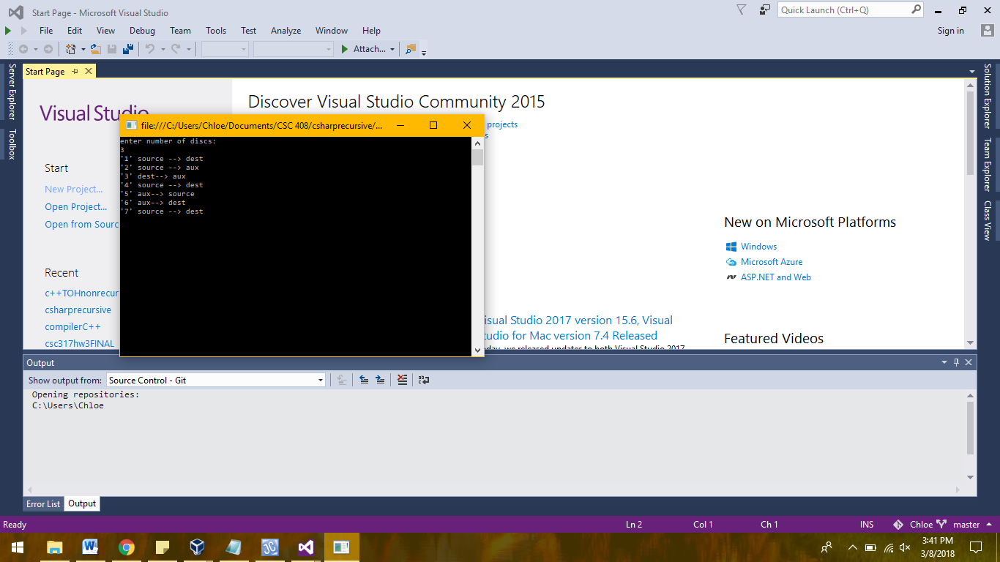 Start Page - Microsoft Visual Studio
Quick Launch (Ctrl+Q)
File Edit View Debug Team Tools Test Analyze Window Help
Sign in
Attach...
Server Explorer
Toolbox
Start Page
Visual Studio
Discover Visual Studio Community 2015
projects
s
file:///C:/Users/Chloe/Documents/CSC 408/csharprecursive/...
enter number of discs:
3
'1' source --> dest
'2' source --> aux
'3' dest--> aux
'4' source --> dest
'5' aux--> source
'6' aux--> dest
'7' source --> dest
Start
New Project...
Open Project...
Open from Sourc
Recent
c++TOHnonrecur
csharprecursive
compilerC++
csc317hw3FINAL
New on Microsoft Platforms
Windows
Microsoft Azure
ASP.NET and Web
isual Studio 2017 version 15.6, Visual
tudio for Mac version 7.4 Released
day, we released updates to both Visual Studio 2017
Featured Videos
Solution Explorer
Team Explorer
Class View
Output
Show output from: Source Control - Git
Opening repositories:
C:\Users\Chloe
Error List Output
Ready Ln 2 Col 1 Ch 1 INS Chloe master
3:41 PM
3/8/2018